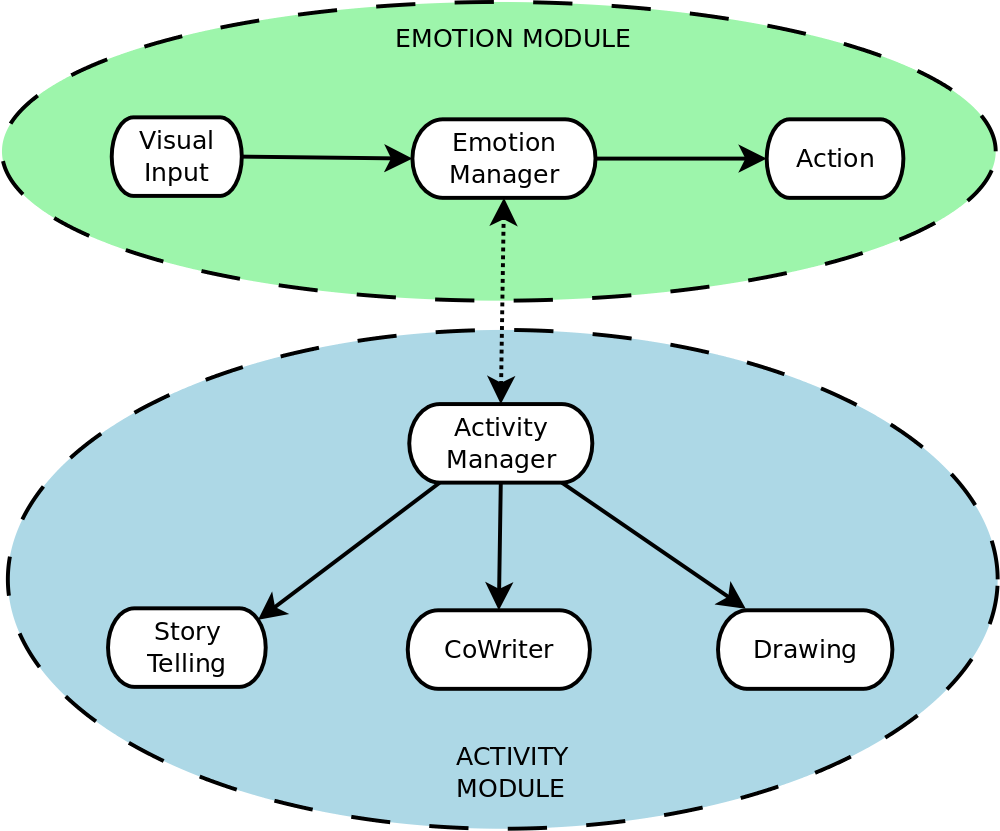 EMOTION MODULE
Visual
Input
Emotion
Manager
Action
Activity
Manager
Story
Telling
CoWriter
Drawing
ACTIVITY
MODULE